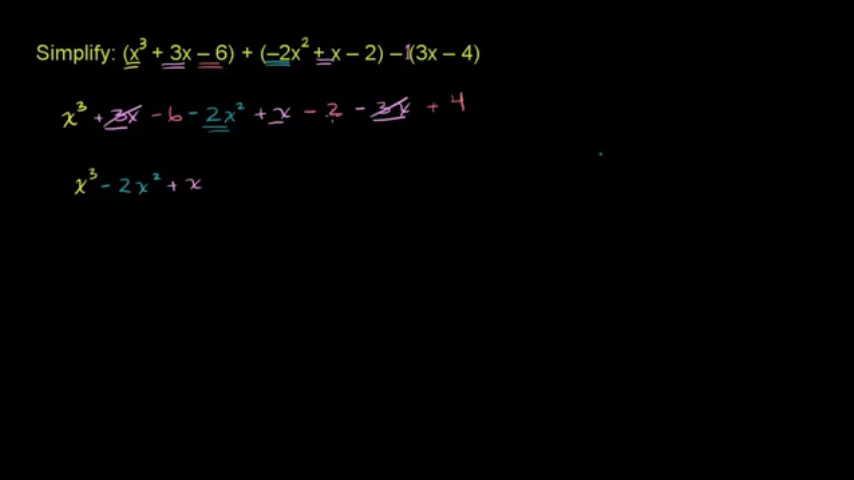 Simplify: (x³ + 3x – 6) + (–2x² + x – 2) – 1(3x – 4)
x³ + 3x - 6 - 2x² + x - 2 - 3x + 4
x³ - 2x² + x